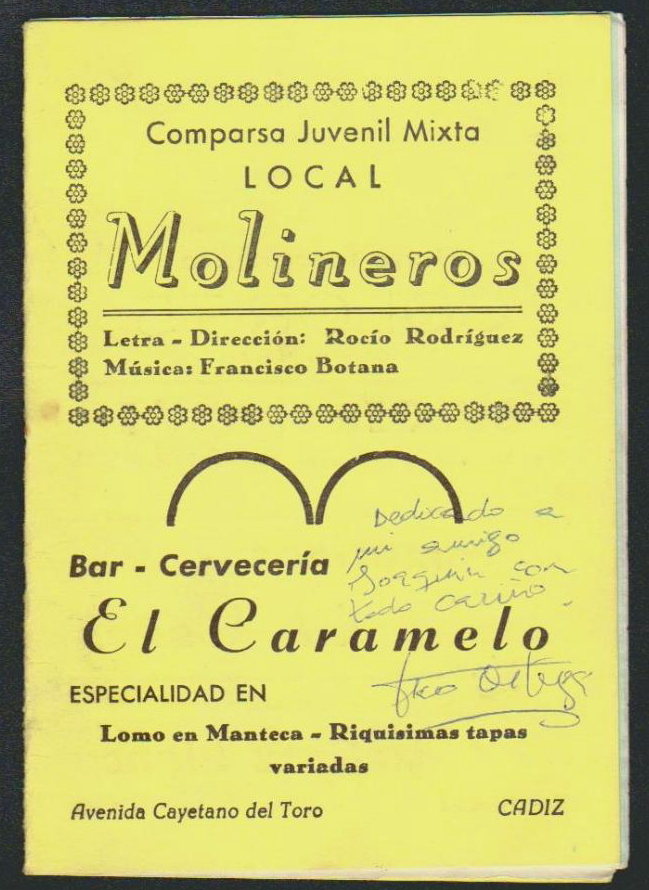 Comparsa Juvenil Mixta
LOCAL
Molineros
Letra - Dirección: Rocío Rodríguez
Música: Francisco Botana
Dedicado a
mi amigo
Joaquin con
todo cariño.
Bar - Cervecería
El Caramelo
Fco Ortega
ESPECIALIDAD EN
Lomo en Manteca - Riquisimas tapas
variadas
Avenida Cayetano del Toro CADIZ